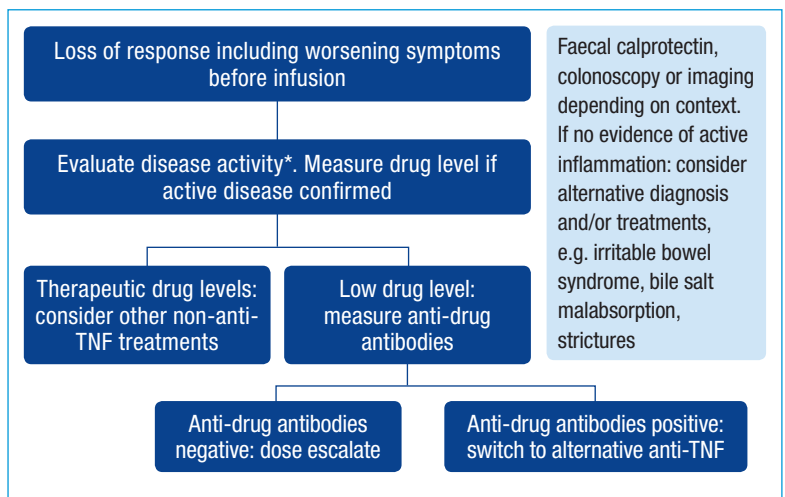 Loss of response including worsening symptoms
before infusion
Evaluate disease activity*. Measure drug level if
active disease confirmed
Therapeutic drug levels:
consider other non-anti-
TNF treatments
Low drug level:
measure anti-drug
antibodies
Anti-drug antibodies
negative: dose escalate
Anti-drug antibodies positive:
switch to alternative anti-TNF
Faecal calprotectin,
colonoscopy or imaging
depending on context.
If no evidence of active
inflammation: consider
alternative diagnosis
and/or treatments,
e.g. irritable bowel
syndrome, bile salt
malabsorption,
strictures